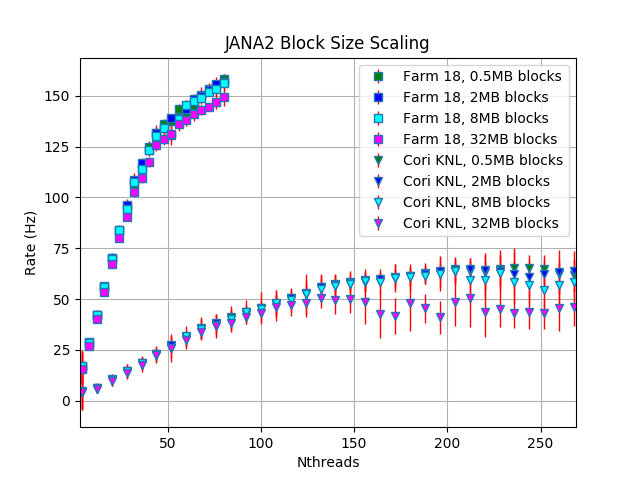 JANA2 Block Size Scaling
Farm 18, 0.5MB blocks
Farm 18, 2MB blocks
Farm 18, 8MB blocks
Farm 18, 32MB blocks
Cori KNL, 0.5MB blocks
Cori KNL, 2MB blocks
Cori KNL, 8MB blocks
Cori KNL, 32MB blocks
Rate (Hz)
150
125
100
75
50
25
0
50
100
150
200
250
Nthreads